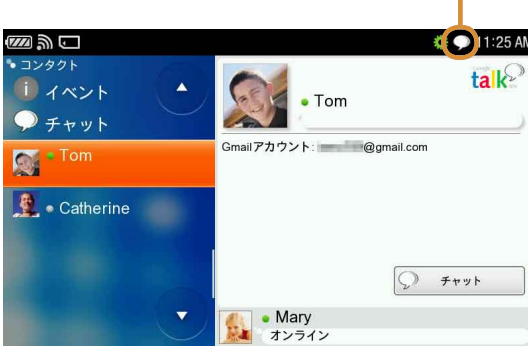 11:25 AM
コンタクト
イベント
チャット
Tom
Catherine
talk
Tom
Gmailアカウント: @gmail.com
チャット
Mary
オンライン